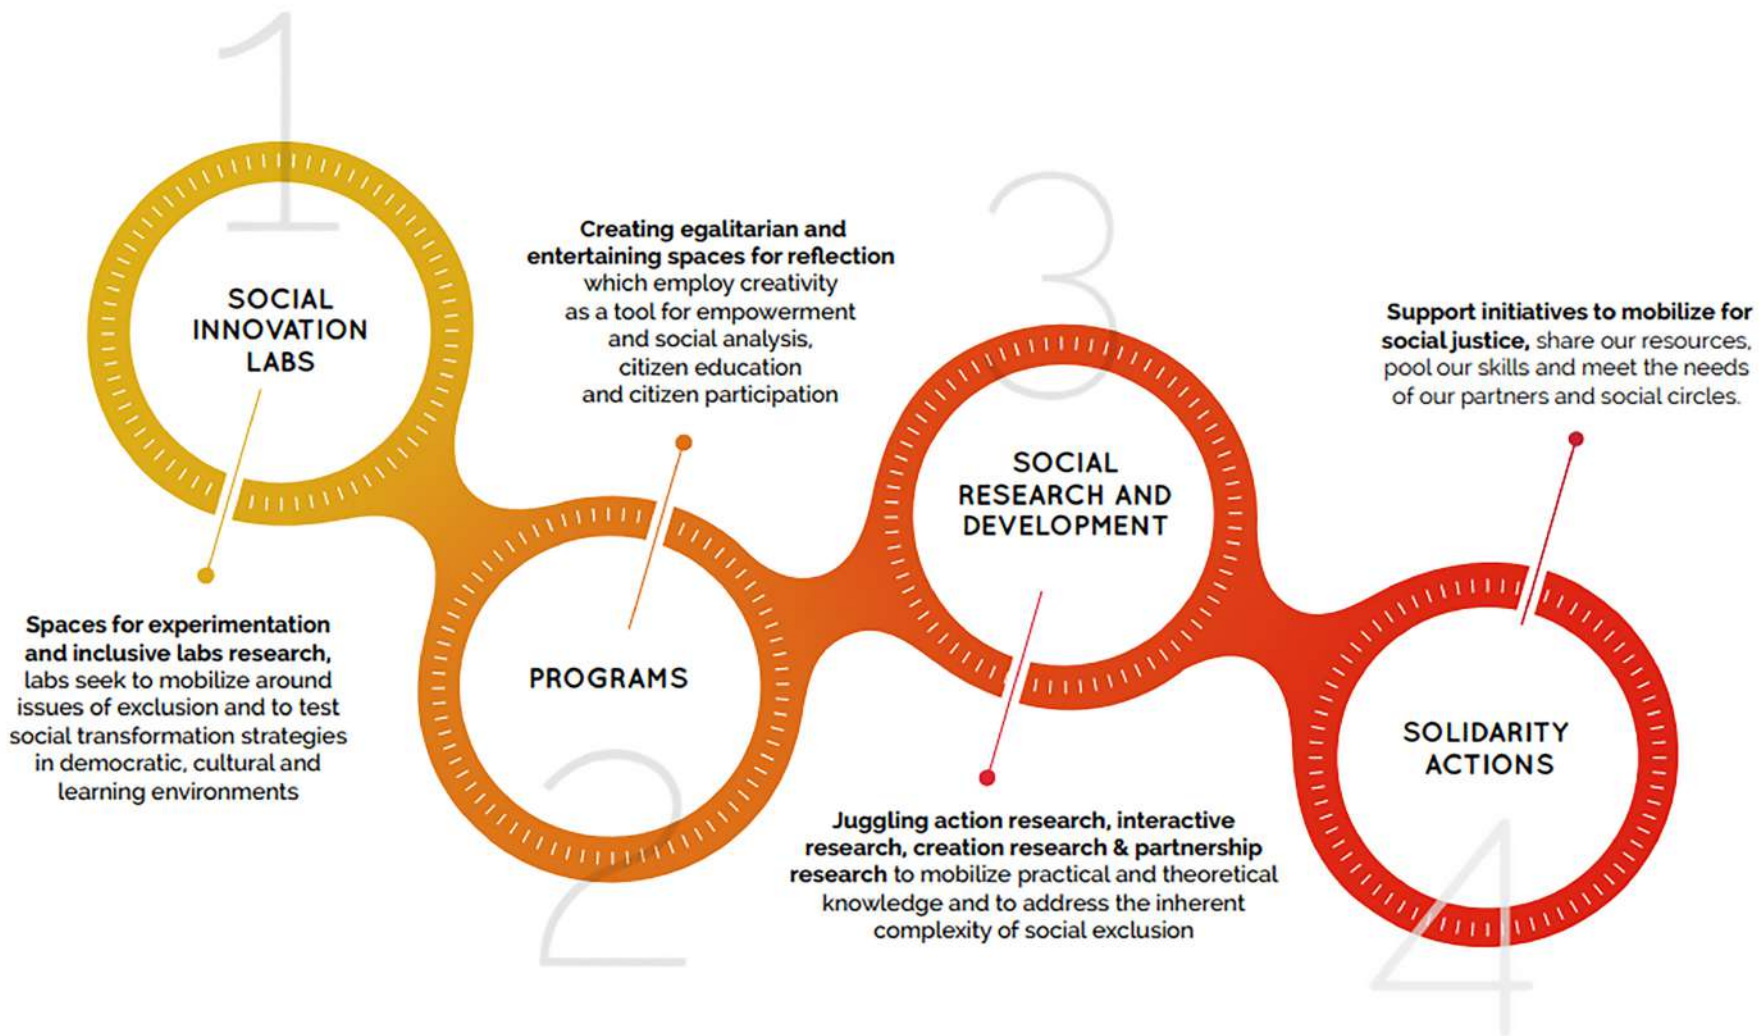 1
SOCIAL
INNOVATION
LABS
Spaces for experimentation
and inclusive labs research,
labs seek to mobilize around
issues of exclusion and to test
social transformation strategies
in democratic, cultural and
learning environments
Creating egalitarian and
entertaining spaces for reflection
which employ creativity
as a tool for empowerment
and social analysis,
citizen education
and citizen participation
PROGRAMS
2
3
SOCIAL
RESEARCH AND
DEVELOPMENT
Juggling action research, interactive
research, creation research & partnership
research to mobilize practical and theoretical
knowledge and to address the inherent
complexity of social exclusion
Support initiatives to mobilize for
social justice, share our resources,
pool our skills and meet the needs
of our partners and social circles.
SOLIDARITY
ACTIONS
4